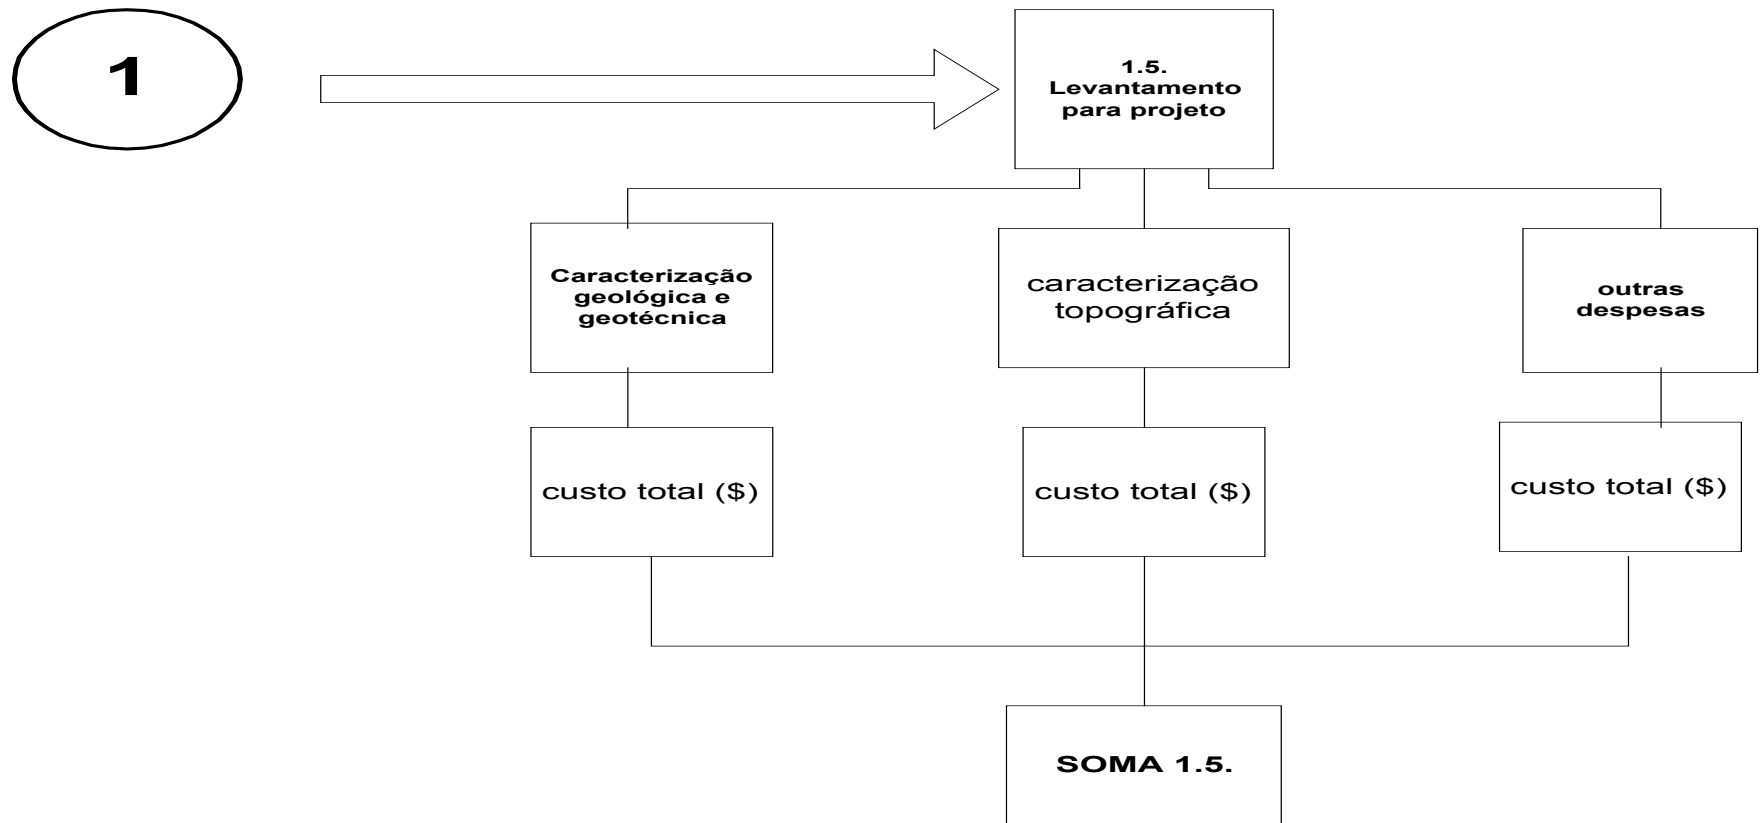 1
1.5.
Levantamento
para projeto
Caracterização
geológica e
geotécnica
caracterização
topográfica
outras
despesas
custo total ($)
custo total ($)
custo total ($)
SOMA 1.5.